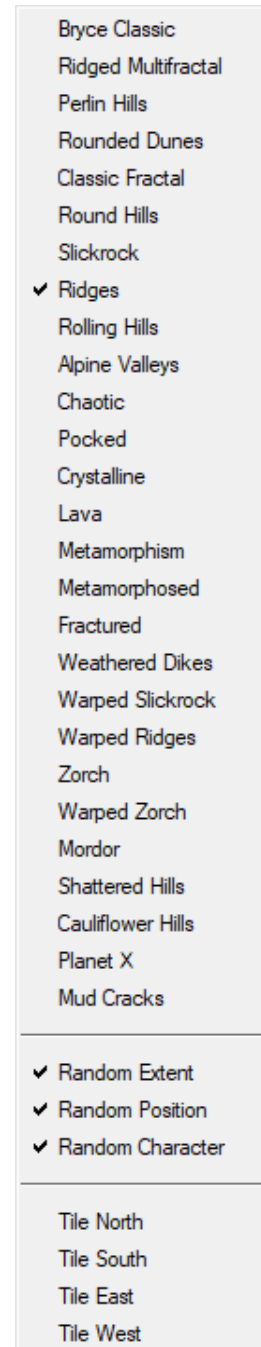 Bryce Classic
Ridged Multifractal
Perlin Hills
Rounded Dunes
Classic Fractal
Round Hills
Slickrock
✔ Ridges
Rolling Hills
Alpine Valleys
Chaotic
Pocked
Crystalline
Lava
Metamorphism
Metamorphosed
Fractured
Weathered Dikes
Warped Slickrock
Warped Ridges
Zorch
Warped Zorch
Mordor
Shattered Hills
Cauliflower Hills
Planet X
Mud Cracks
✔ Random Extent
✔ Random Position
✔ Random Character
Tile North
Tile South
Tile East
Tile West